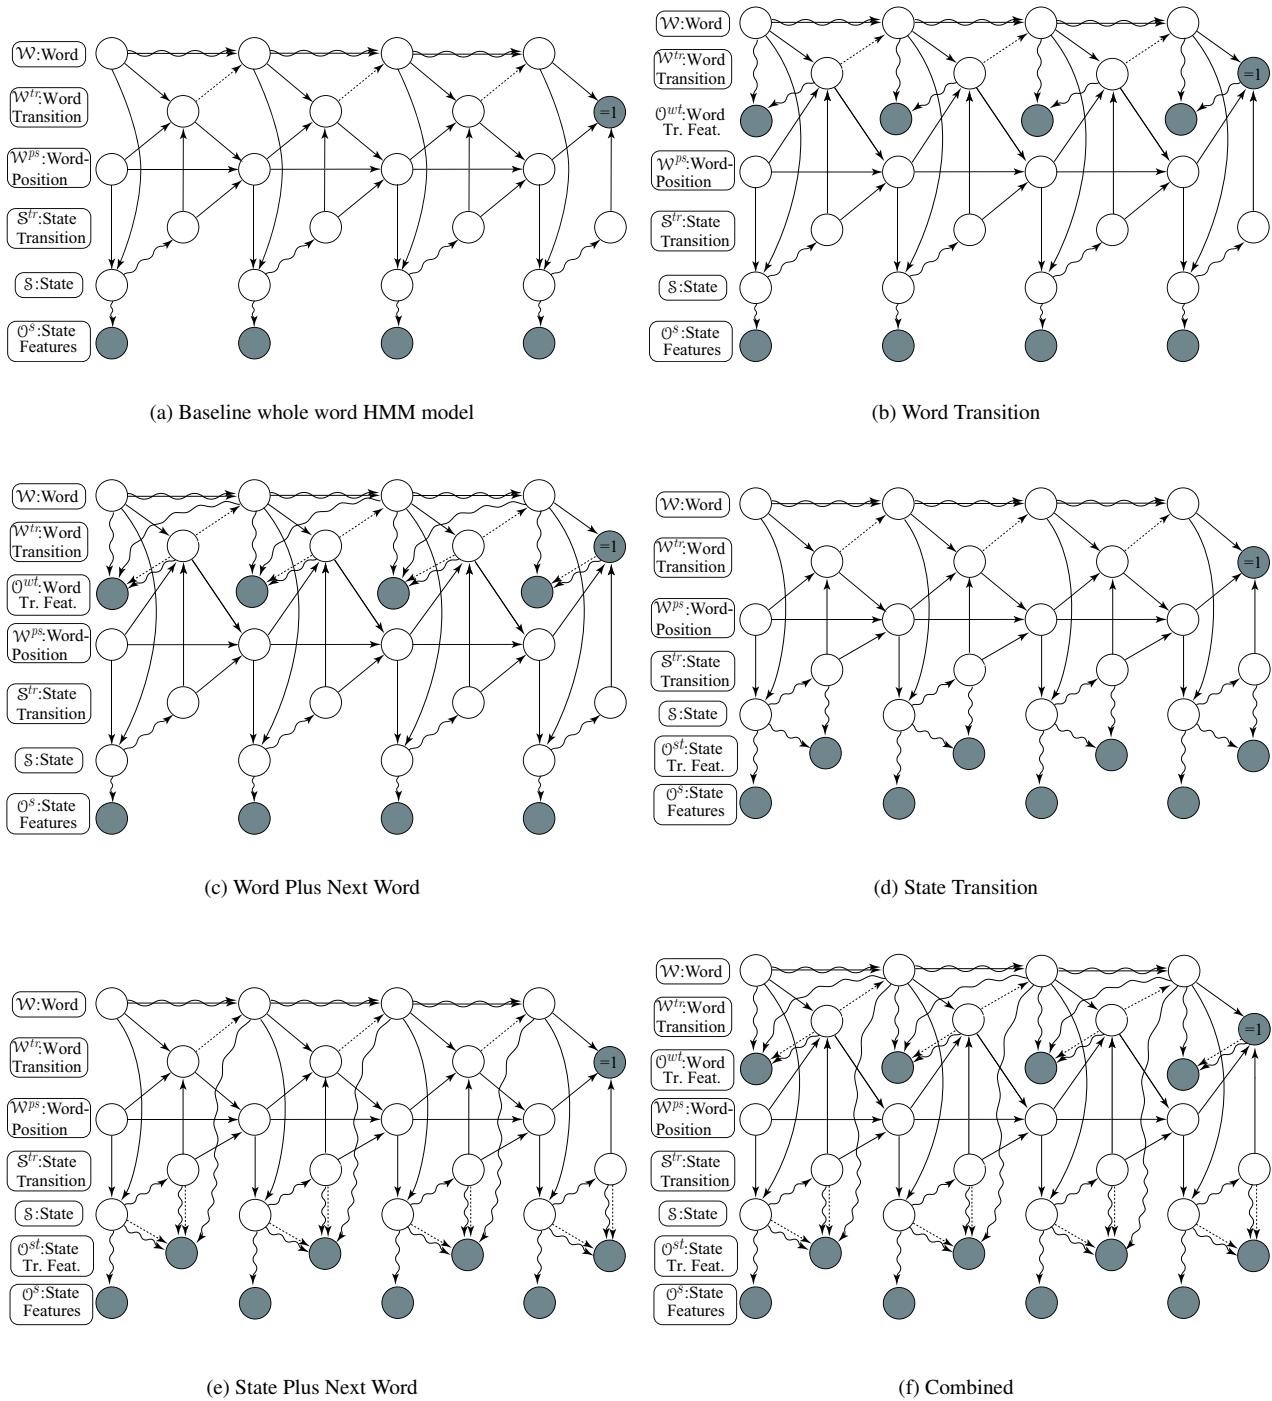 𝒲:Word
𝒲^tr:Word
Transition
𝒲^ps:Word-
Position
𝒮^tr:State
Transition
𝒮:State
𝒪^s:State
Features
=1
(a) Baseline whole word HMM model
𝒲:Word
𝒲^tr:Word
Transition
𝒪^wt:Word
Tr. Feat.
𝒲^ps:Word-
Position
𝒮^tr:State
Transition
𝒮:State
𝒪^s:State
Features
=1
(b) Word Transition
𝒲:Word
𝒲^tr:Word
Transition
𝒪^wt:Word
Tr. Feat.
𝒲^ps:Word-
Position
𝒮^tr:State
Transition
𝒮:State
𝒪^s:State
Features
=1
(c) Word Plus Next Word
𝒲:Word
𝒲^tr:Word
Transition
𝒲^ps:Word-
Position
𝒮^tr:State
Transition
𝒮:State
𝒪^st:State
Tr. Feat.
𝒪^s:State
Features
=1
(d) State Transition
𝒲:Word
𝒲^tr:Word
Transition
𝒲^ps:Word-
Position
𝒮^tr:State
Transition
𝒮:State
𝒪^st:State
Tr. Feat.
𝒪^s:State
Features
=1
(e) State Plus Next Word
𝒲:Word
𝒲^tr:Word
Transition
𝒪^wt:Word
Tr. Feat.
𝒲^ps:Word-
Position
𝒮^tr:State
Transition
𝒮:State
𝒪^st:State
Tr. Feat.
𝒪^s:State
Features
=1
(f) Combined